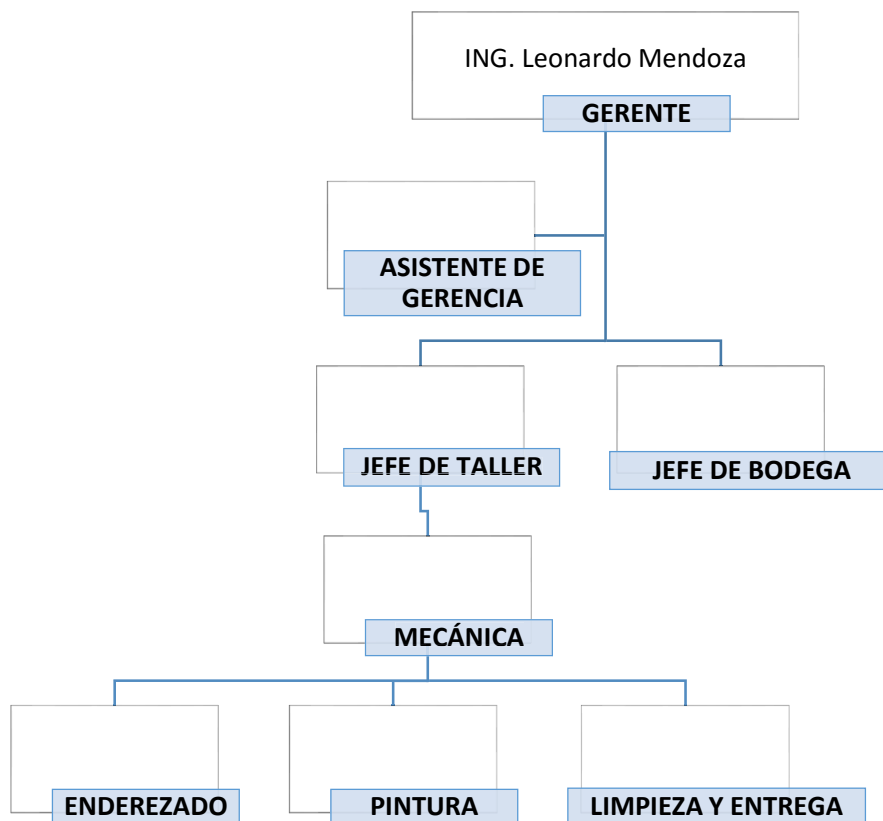 ING. Leonardo Mendoza
GERENTE
ASISTENTE DE
GERENCIA
JEFE DE TALLER
JEFE DE BODEGA
MECÁNICA
ENDEREZADO
PINTURA
LIMPIEZA Y ENTREGA